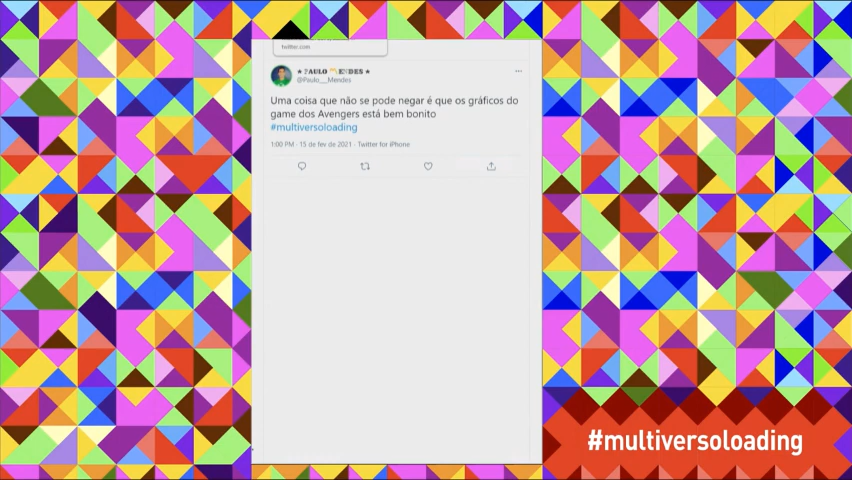 twitter.com
★ PAULO MENDES ★
@Paulo__Mendes
Uma coisa que não se pode negar é que os gráficos do
game dos Avengers está bem bonito
#multiversoloading
1:00 PM · 15 de fev de 2021 · Twitter for iPhone
#multiversoloading